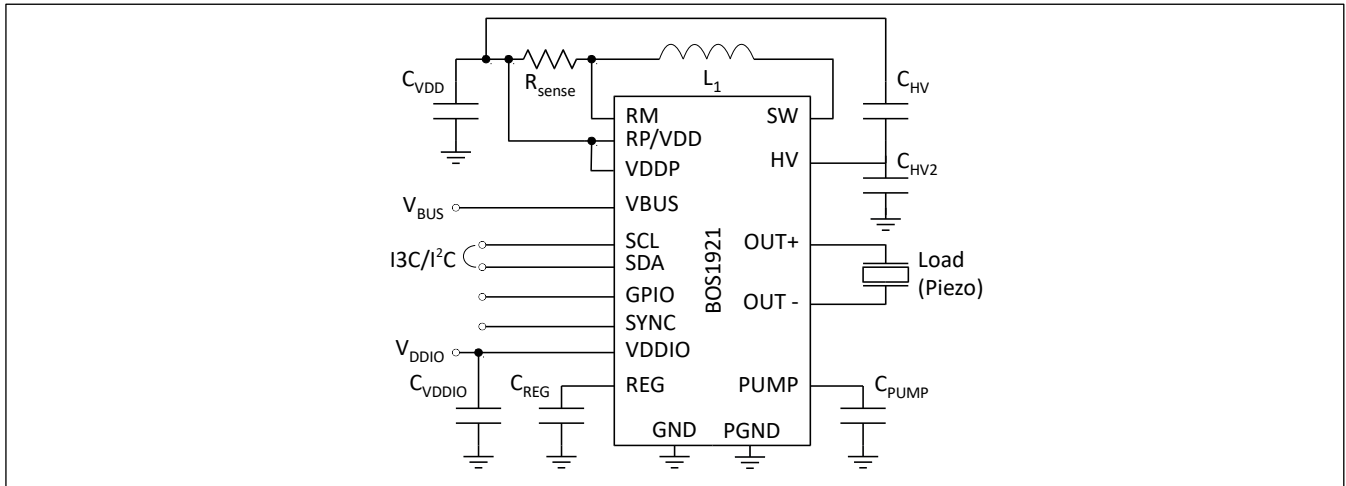 C_VDD
R_sense
L_1
C_HV
RM
SW
RP/VDD
VDDP
HV
C_HV2
V_BUS
VBUS
SCL
OUT+
I3C/I²C
SDA
Load
(Piezo)
GPIO
OUT -
BOS1921
SYNC
V_DDIO
VDDIO
C_VDDIO
C_REG
REG
PUMP
C_PUMP
GND
PGND